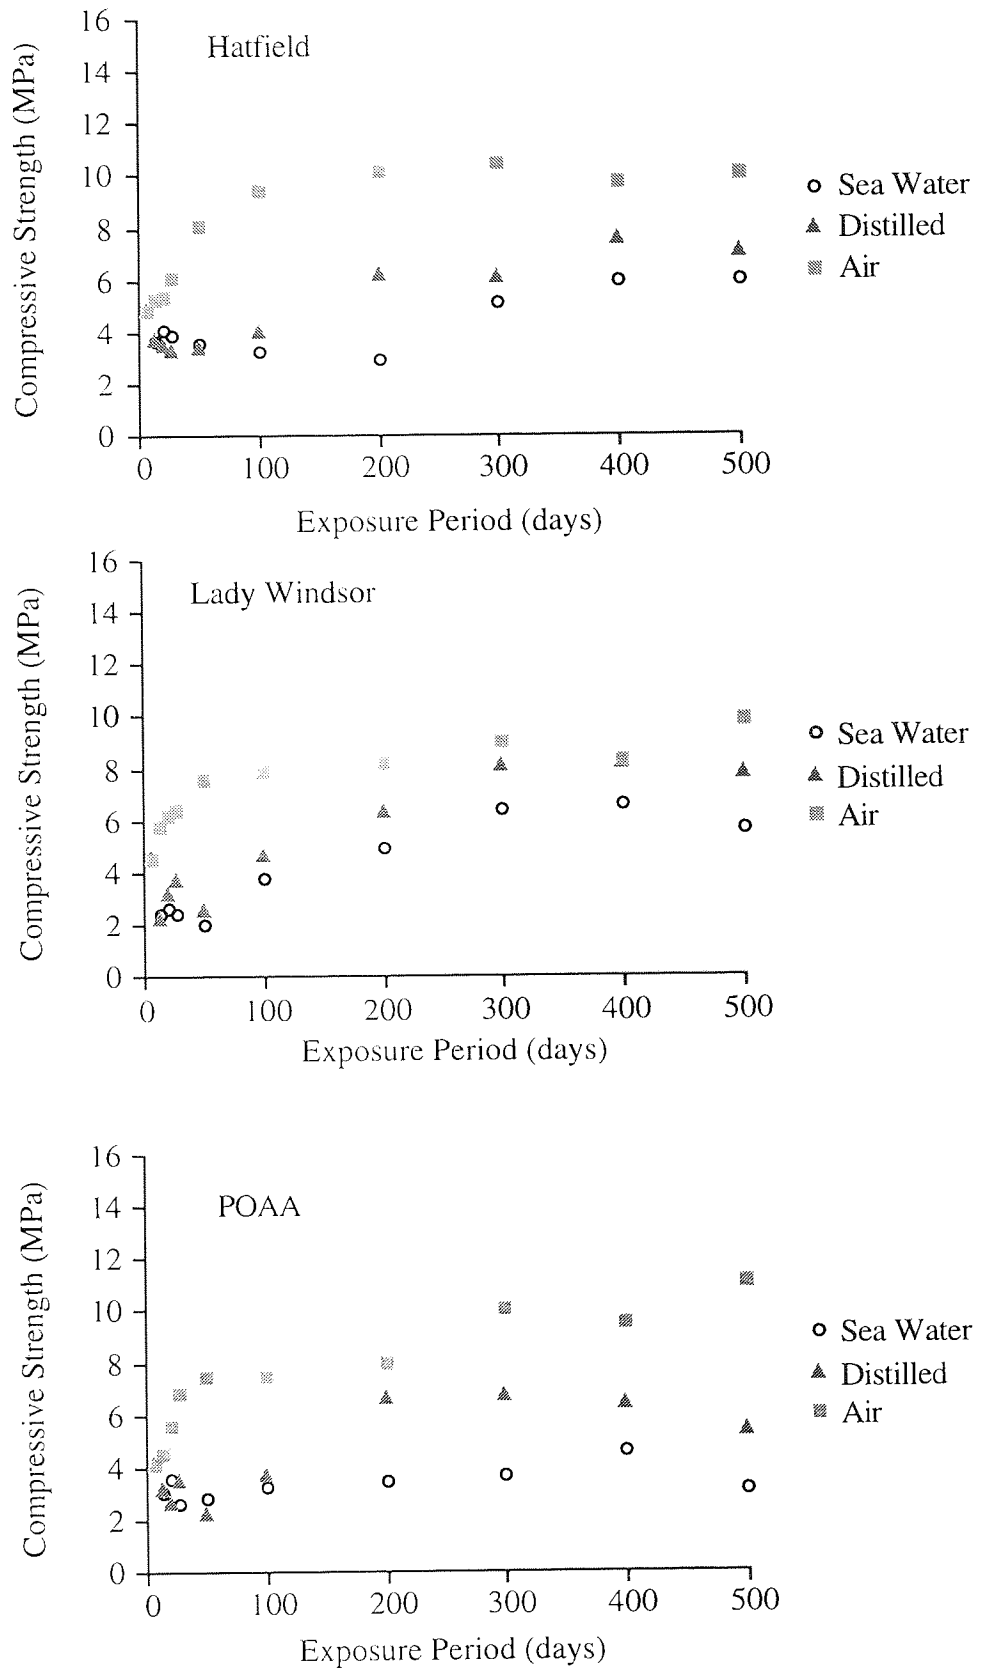 Hatfield
Compressive Strength (MPa)
16
14
12
10
8
6
4
2
0
0 100 200 300 400 500
Exposure Period (days)
Sea Water
Distilled
Air
Lady Windsor
Compressive Strength (MPa)
16
14
12
10
8
6
4
2
0
0 100 200 300 400 500
Exposure Period (days)
Sea Water
Distilled
Air
POAA
Compressive Strength (MPa)
16
14
12
10
8
6
4
2
0
0 100 200 300 400 500
Exposure Period (days)
Sea Water
Distilled
Air